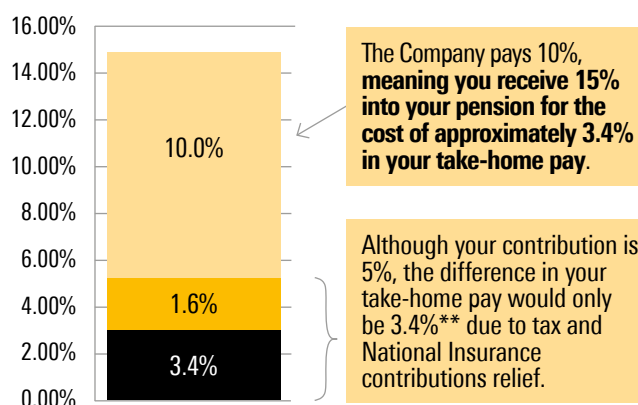 16.00%
14.00%
12.00%
10.00%
8.00%
6.00%
4.00%
2.00%
0.00%
10.0%
1.6%
3.4%
The Company pays 10%,
meaning you receive 15%
into your pension for the
cost of approximately 3.4%
in your take-home pay.
Although your contribution is
5%, the difference in your
take-home pay would only
be 3.4%** due to tax and
National Insurance
contributions relief.